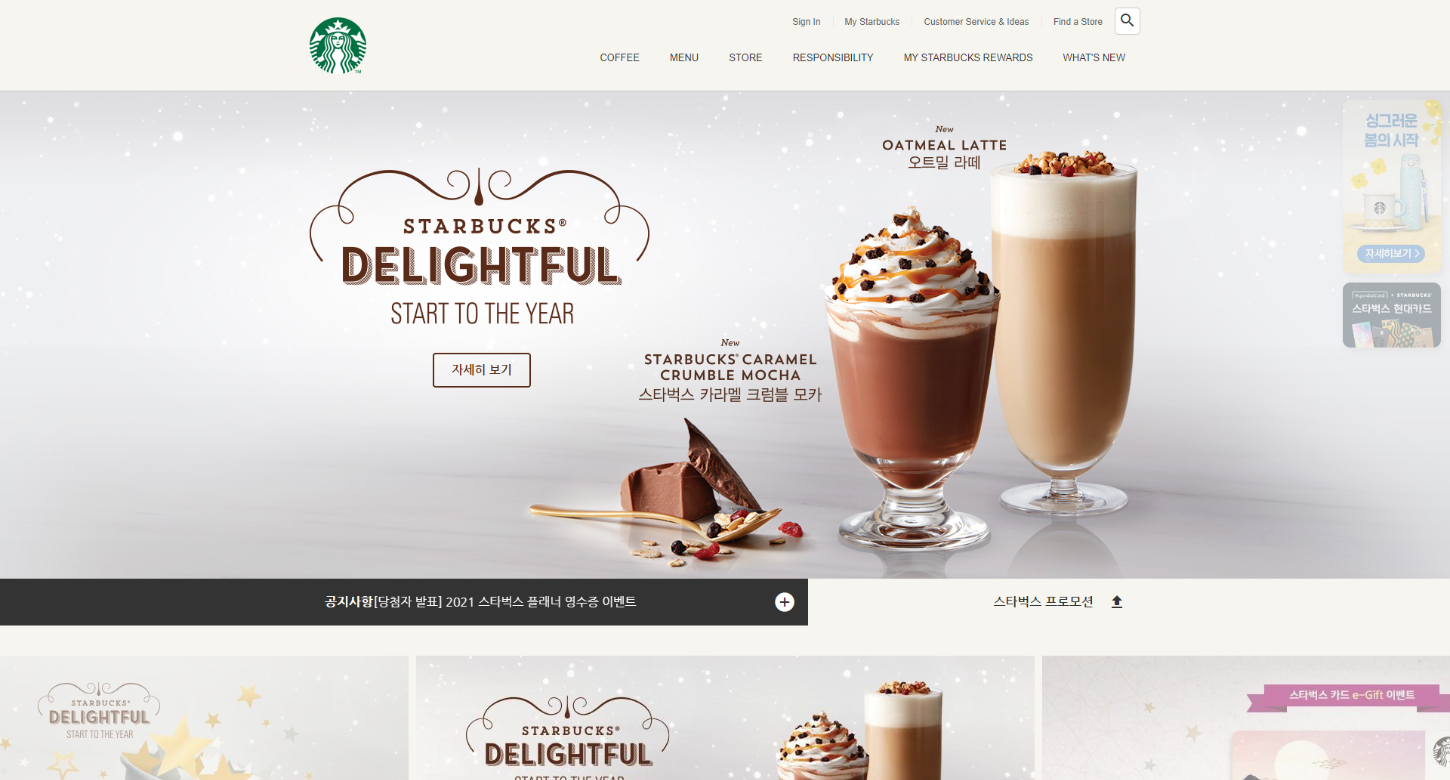 Sign In
My Starbucks
Customer Service & Ideas
Find a Store
COFFEE
MENU
STORE
RESPONSIBILITY
MY STARBUCKS REWARDS
WHAT'S NEW
STARBUCKS®
DELIGHTFUL
START TO THE YEAR
자세히 보기
New
OATMEAL LATTE
오트밀 라떼
New
STARBUCKS® CARAMEL
CRUMBLE MOCHA
스타벅스 카라멜 크럼블 모카
싱그러운
봄의 시작
자세히보기 >
STARBUCKS
스타벅스 현대카드
공지사항[당첨자 발표] 2021 스타벅스 플래너 영수증 이벤트
스타벅스 프로모션
STARBUCKS®
DELIGHTFUL
START TO THE YEAR
STARBUCKS®
DELIGHTFUL
START TO THE YEAR
스타벅스 카드 e-Gift 이벤트